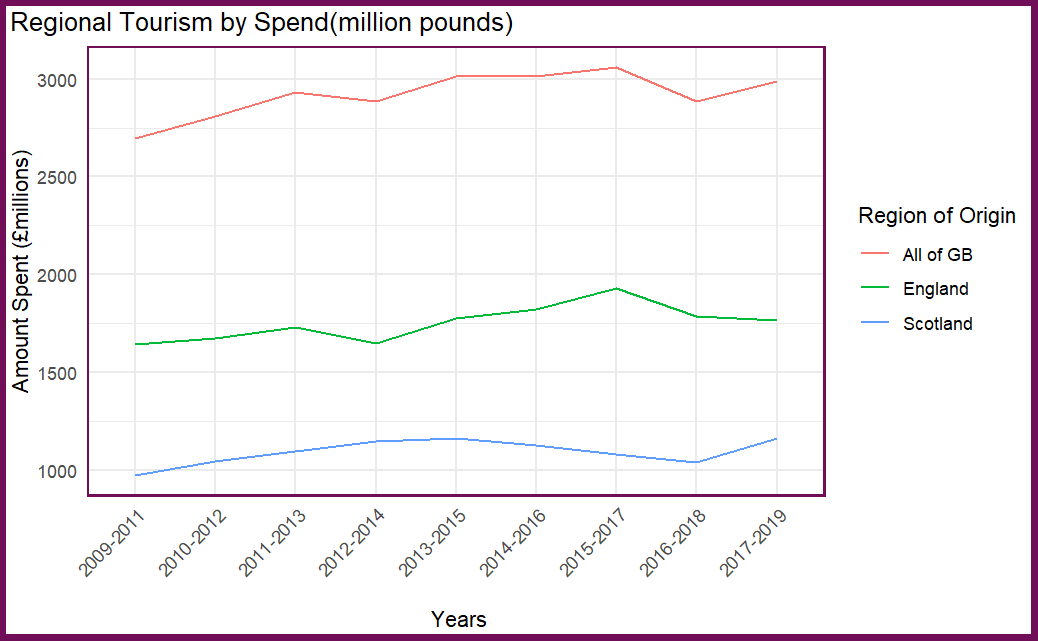 Regional Tourism by Spend(million pounds)
Amount Spent (£millions)
3000
2500
2000
1500
1000
2009-2011
2010-2012
2011-2013
2012-2014
2013-2015
2014-2016
2015-2017
2016-2018
2017-2019
Years
Region of Origin
All of GB
England
Scotland